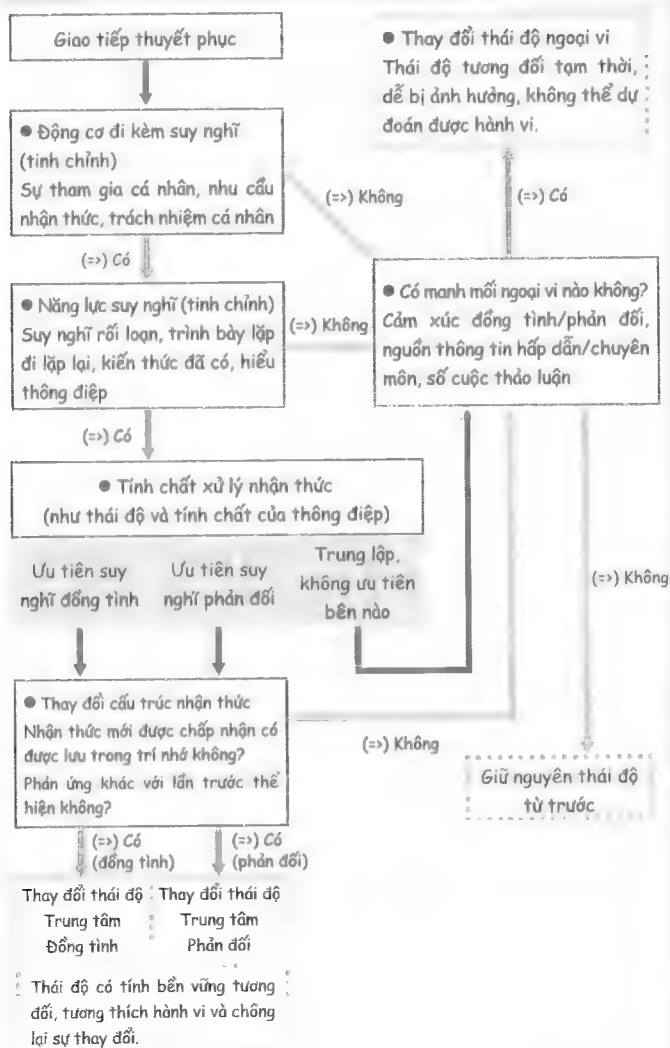 Giao tiếp thuyết phục
● Thay đổi thái độ ngoại vi
Thái độ tương đối tạm thời,
dễ bị ảnh hưởng, không thể dự
đoán được hành vi.
● Động cơ đi kèm suy nghĩ
(tinh chỉnh)
Sự tham gia cá nhân, nhu cầu
nhận thức, trách nhiệm cá nhân
(=>) Không
(=>) Có
(=>) Có
● Năng lực suy nghĩ (tinh chỉnh)
Suy nghĩ rối loạn, trình bày lặp
đi lặp lại, kiến thức đã có, hiểu
thông điệp
(=>) Không
● Có manh mối ngoại vi nào không?
Cảm xúc đồng tình/phản đối,
nguồn thông tin hấp dẫn/chuyên
môn, số cuộc thảo luận
(=>) Có
● Tính chất xử lý nhận thức
(như thái độ và tính chất của thông điệp)
Ưu tiên suy
nghĩ đồng tình
Ưu tiên suy
nghĩ phản đối
Trung lập,
không ưu tiên
bên nào
(=>) Không
● Thay đổi cấu trúc nhận thức
Nhận thức mới được chấp nhận có
được lưu trong trí nhớ không?
Phản ứng khác với lần trước thể
hiện không?
(=>) Không
Giữ nguyên thái độ
từ trước
(=>) Có
(đồng tình)
(=>) Có
(phản đối)
Thay đổi thái độ
Trung tâm
Đồng tình
Thay đổi thái độ
Trung tâm
Phản đối
Thái độ có tính bền vững tương
đối, tương thích hành vi và chống
lại sự thay đổi.